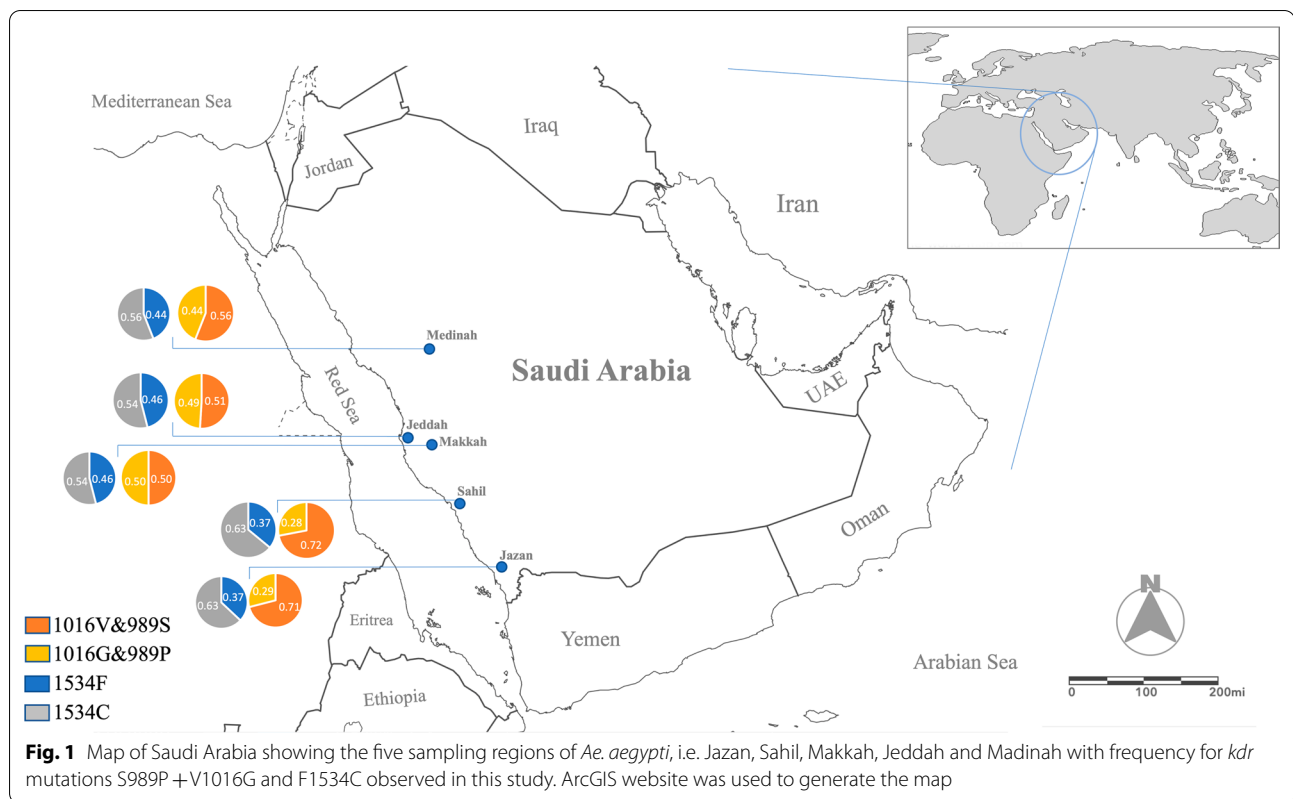 Mediterranean Sea
Iraq
Jordan
Iran
0.56 0.44 0.44 0.56
Medinah
Saudi Arabia
UAE
Red Sea
0.54 0.46 0.49 0.51
Jeddah
Makkah
0.54 0.46 0.50 0.50
Sahil
0.63 0.37 0.28 0.72
Oman
Jazan
0.63 0.37 0.29 0.71
N
1016V&989S
1016G&989P
1534F
1534C
Eritrea
Yemen
Ethiopia
Arabian Sea
0 100 200mi
Fig. 1 Map of Saudi Arabia showing the five sampling regions of Ae. aegypti, i.e. Jazan, Sahil, Makkah, Jeddah and Madinah with frequency for kdr
mutations S989P + V1016G and F1534C observed in this study. ArcGIS website was used to generate the map